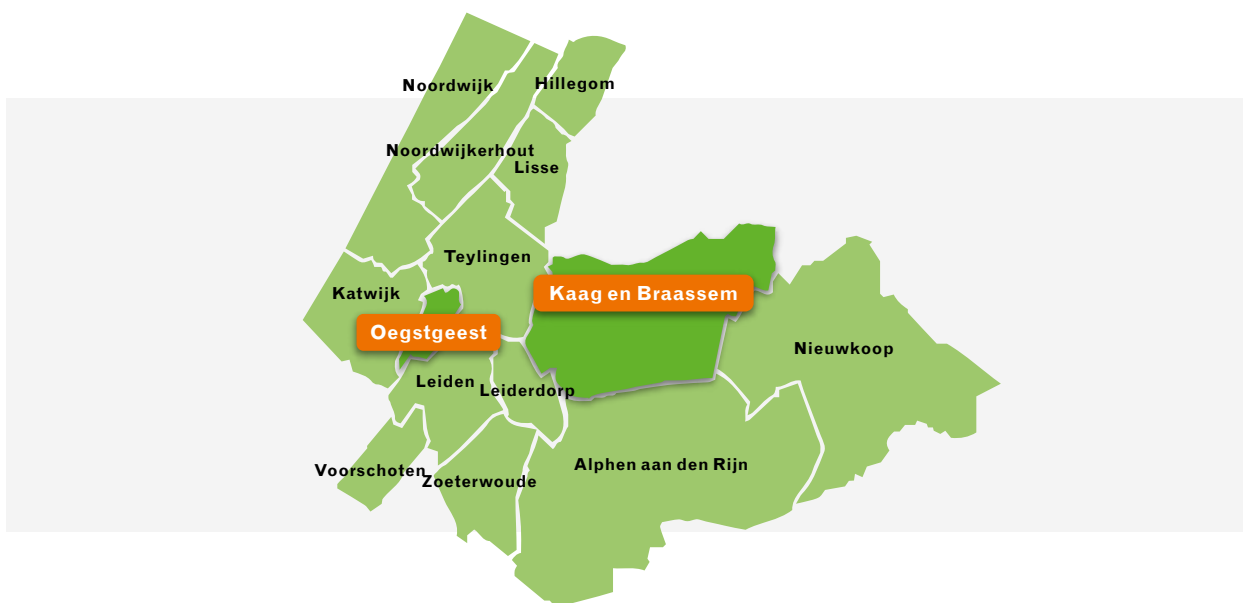 Noordwijk
Hillegom
Noordwijkerhout
Lisse
Teylingen
Katwijk
Kaag en Braassem
Oegstgeest
Nieuwkoop
Leiden
Leiderdorp
Voorschoten
Zoeterwoude
Alphen aan den Rijn